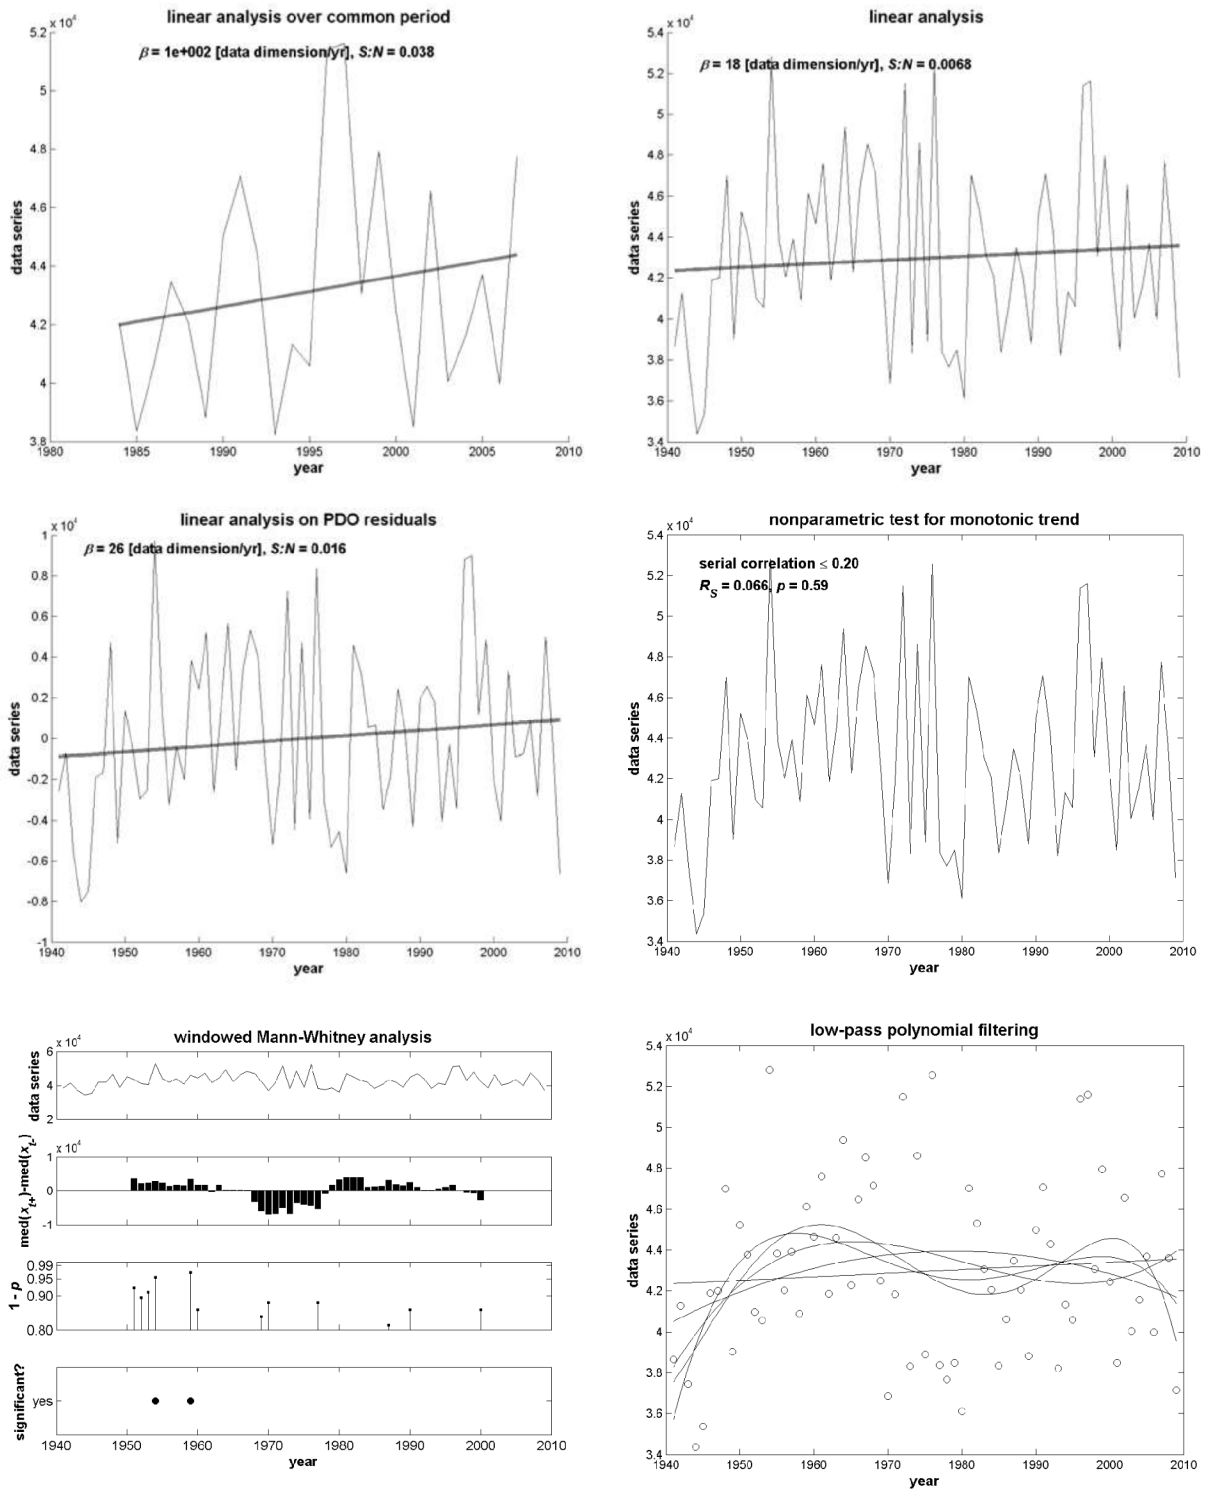 linear analysis over common period
x 10⁴
β = 1e+002 [data dimension/yr], S:N = 0.038
5.2
5
4.8
4.6
4.4
4.2
4
3.8
data series
1980 1985 1990 1995 2000 2005 2010
year
linear analysis
x 10⁴
β = 18 [data dimension/yr], S:N = 0.0068
5.4
5.2
5
4.8
4.6
4.4
4.2
4
3.8
3.6
3.4
data series
1940 1950 1960 1970 1980 1990 2000 2010
year
linear analysis on PDO residuals
x 10⁴
β = 26 [data dimension/yr], S:N = 0.016
1
0.8
0.6
0.4
0.2
0
-0.2
-0.4
-0.6
-0.8
-1
data series
1940 1950 1960 1970 1980 1990 2000 2010
year
nonparametric test for monotonic trend
x 10⁴
serial correlation ≤ 0.20
R_S = 0.066, p = 0.59
5.4
5.2
5
4.8
4.6
4.4
4.2
4
3.8
3.6
3.4
data series
1940 1950 1960 1970 1980 1990 2000 2010
year
windowed Mann-Whitney analysis
x 10⁴
6
4
2
data series
x 10⁴
1
0
-1
med(x_t+)-med(x_t-)
0.99
0.95
0.90
0.80
1 - p
yes
significant?
1940 1950 1960 1970 1980 1990 2000 2010
year
low-pass polynomial filtering
x 10⁴
5.4
5.2
5
4.8
4.6
4.4
4.2
4
3.8
3.6
3.4
data series
1940 1950 1960 1970 1980 1990 2000 2010
year